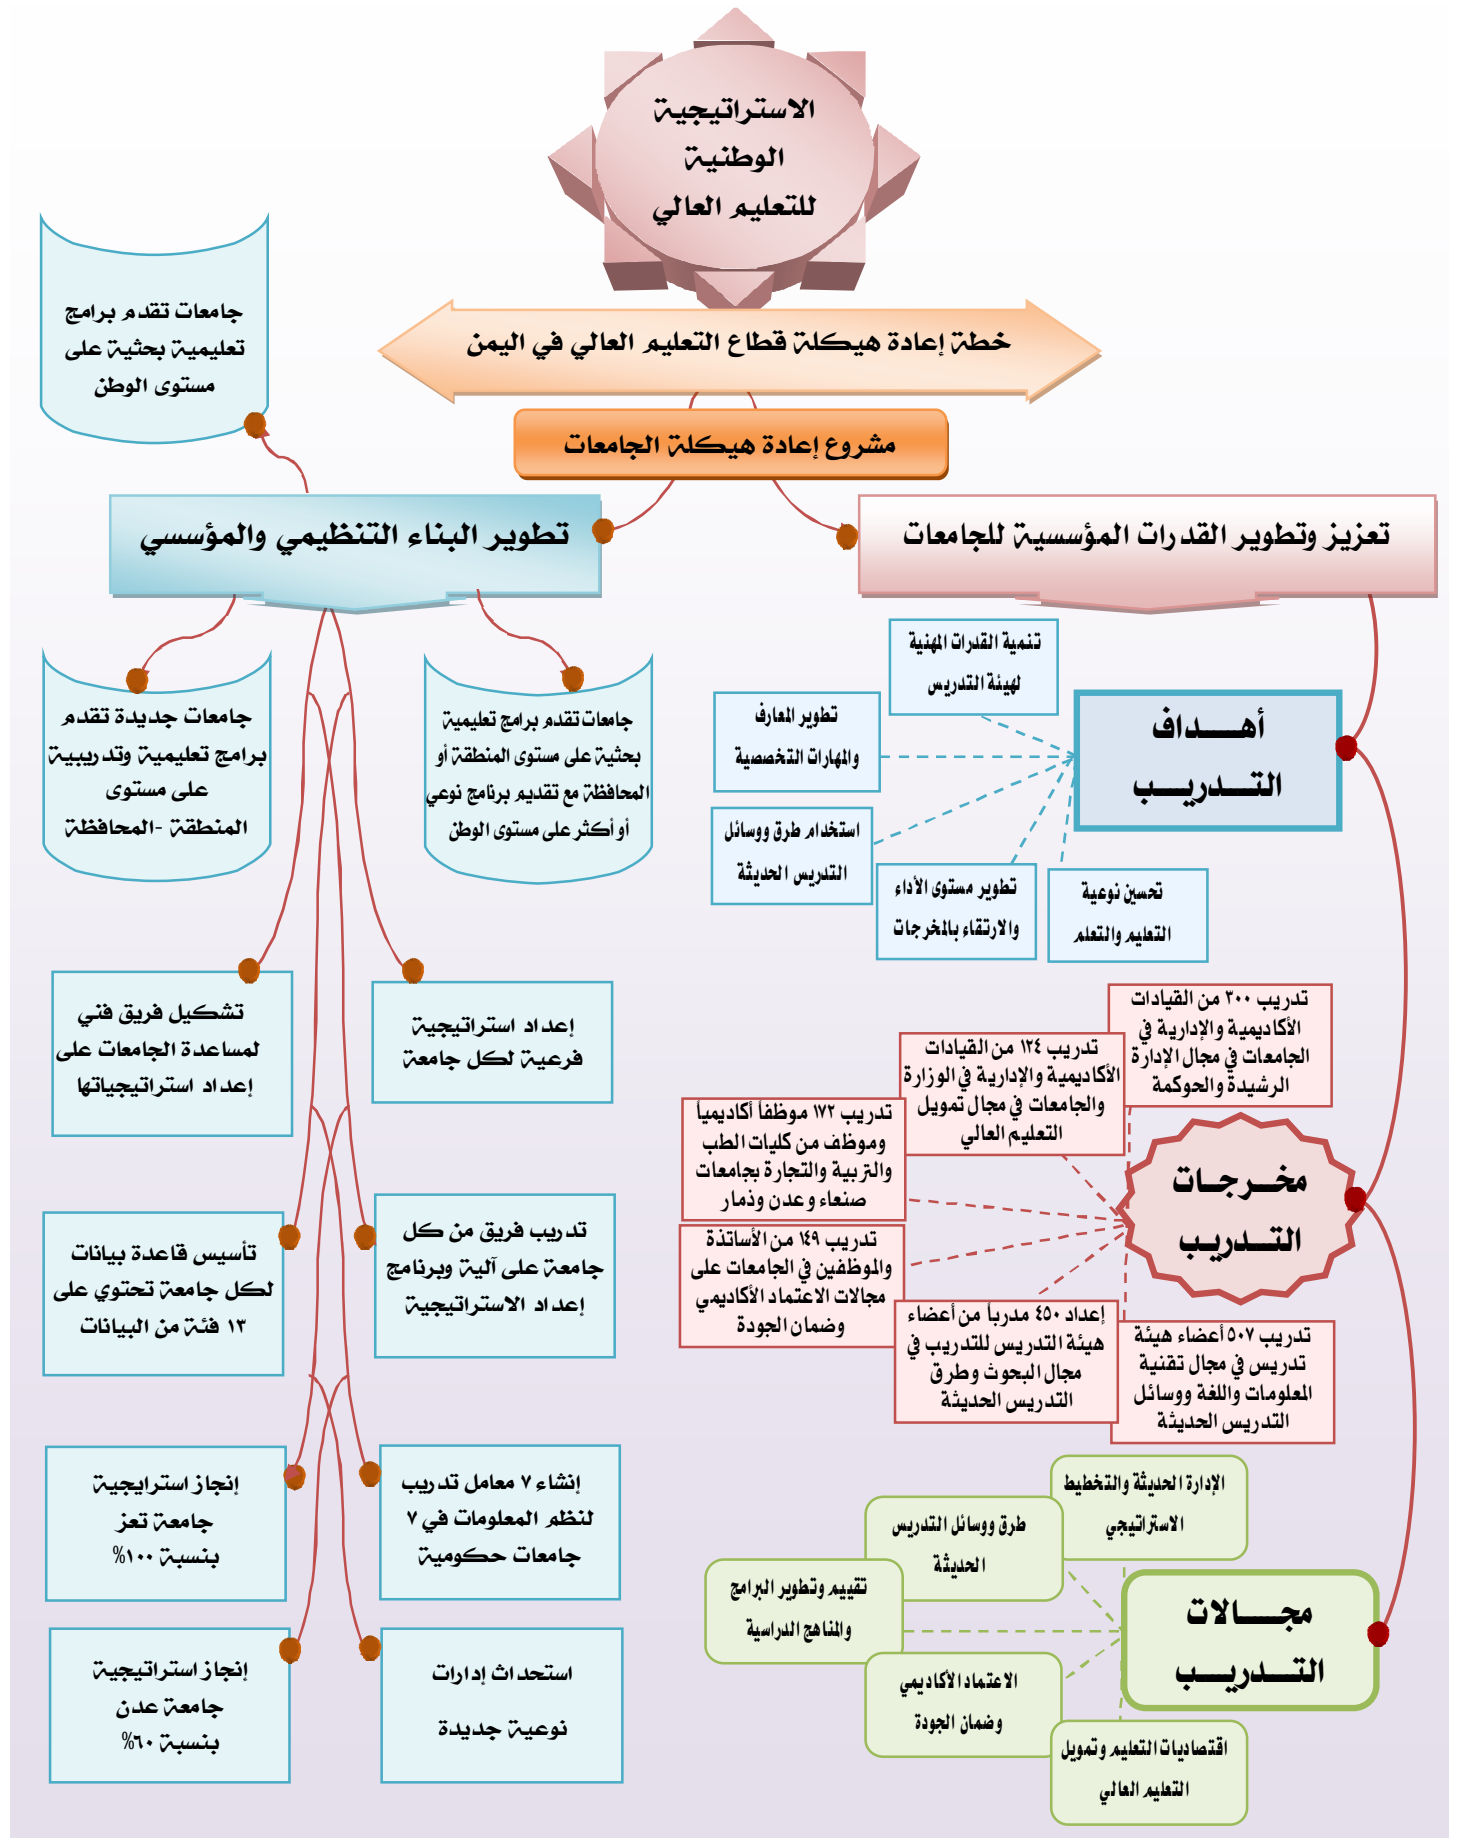 الاستراتيجية
الوطنية
للتعليم العالي
خطة إعادة هيكلة قطاع التعليم العالي في اليمن
مشروع إعادة هيكلة الجامعات
تعزيز وتطوير القدرات المؤسسية للجامعات
أهــداف
التــدريــب
تنمية القدرات المهنية
لهيئة التدريس
تطوير المعارف
والمهارات التخصصية
استخدام طرق ووسائل
التدريس الحديثة
تطوير مستوى الأداء
والارتقاء بالمخرجات
تحسين نوعية
التعليم والتعلم
مخــرجــات
التــدريــب
تدريب ٣٠٠ من القيادات
الأكاديمية والإدارية في
الجامعات في مجال الإدارة
الرشيدة والحوكمة
تدريب ١٢٤ من القيادات
الأكاديمية والإدارية في الوزارة
والجامعات في مجال تمويل
التعليم العالي
تدريب ١٧٢ موظفاً أكاديمياً
وموظف من كليات الطب
والتربية والتجارة بجامعات
صنعاء وعدن وذمار
تدريب ١٤٩ من الأساتذة
والموظفين في الجامعات على
مجالات الاعتماد الأكاديمي
وضمان الجودة
إعداد ٤٥٠ مدرباً من أعضاء
هيئة التدريس للتدريب في
مجال البحوث وطرق
التدريس الحديثة
تدريب ٥٠٧ أعضاء هيئة
تدريس في مجال تقنية
المعلومات واللغة ووسائل
التدريس الحديثة
مجــالات
التــدريــب
الإدارة الحديثة والتخطيط
الاستراتيجي
طرق ووسائل التدريس
الحديثة
تقييم وتطوير البرامج
والمناهج الدراسية
الاعتماد الأكاديمي
وضمان الجودة
اقتصاديات التعليم وتمويل
التعليم العالي
تطوير البناء التنظيمي والمؤسسي
جامعات تقدم برامج
تعليمية بحثية على
مستوى الوطن
جامعات تقدم برامج تعليمية
بحثية على مستوى المنطقة أو
المحافظة مع تقديم برنامج نوعي
أو أكثر على مستوى الوطن
جامعات جديدة تقدم
برامج تعليمية وتدريبية
على مستوى
المنطقة -المحافظة
إعداد استراتيجية
فرعية لكل جامعة
تشكيل فريق فني
لمساعدة الجامعات على
إعداد استراتيجياتها
تدريب فريق من كل
جامعة على آلية وبرنامج
إعداد الاستراتيجية
تأسيس قاعدة بيانات
لكل جامعة تحتوي على
١٣ فئة من البيانات
إنشاء ٧ معامل تدريب
لنظم المعلومات في ٧
جامعات حكومية
إنجاز استرايجية
جامعة تعز
بنسبة ١٠٠%
استحداث إدارات
نوعية جديدة
إنجاز استراتيجية
جامعة عدن
بنسبة ٦٠%